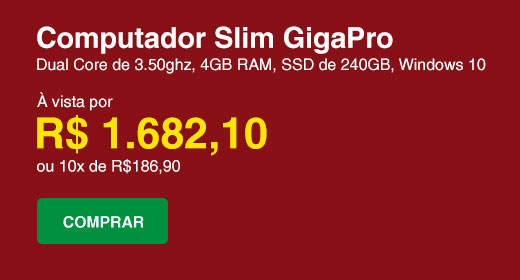 Computador Slim GigaPro
Dual Core de 3.50ghz, 4GB RAM, SSD de 240GB, Windows 10
À vista por
R$ 1.682,10
ou 10x de R$186,90
COMPRAR